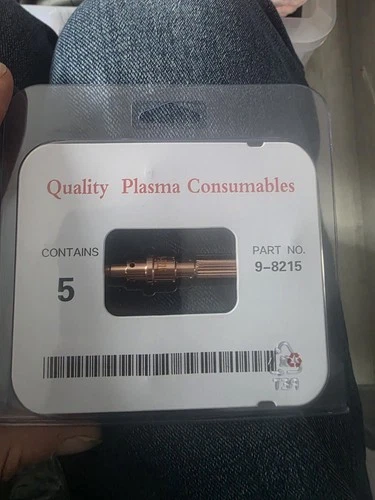 Quality Plasma Consumables
CONTAINS
5
PART NO.
9-8215